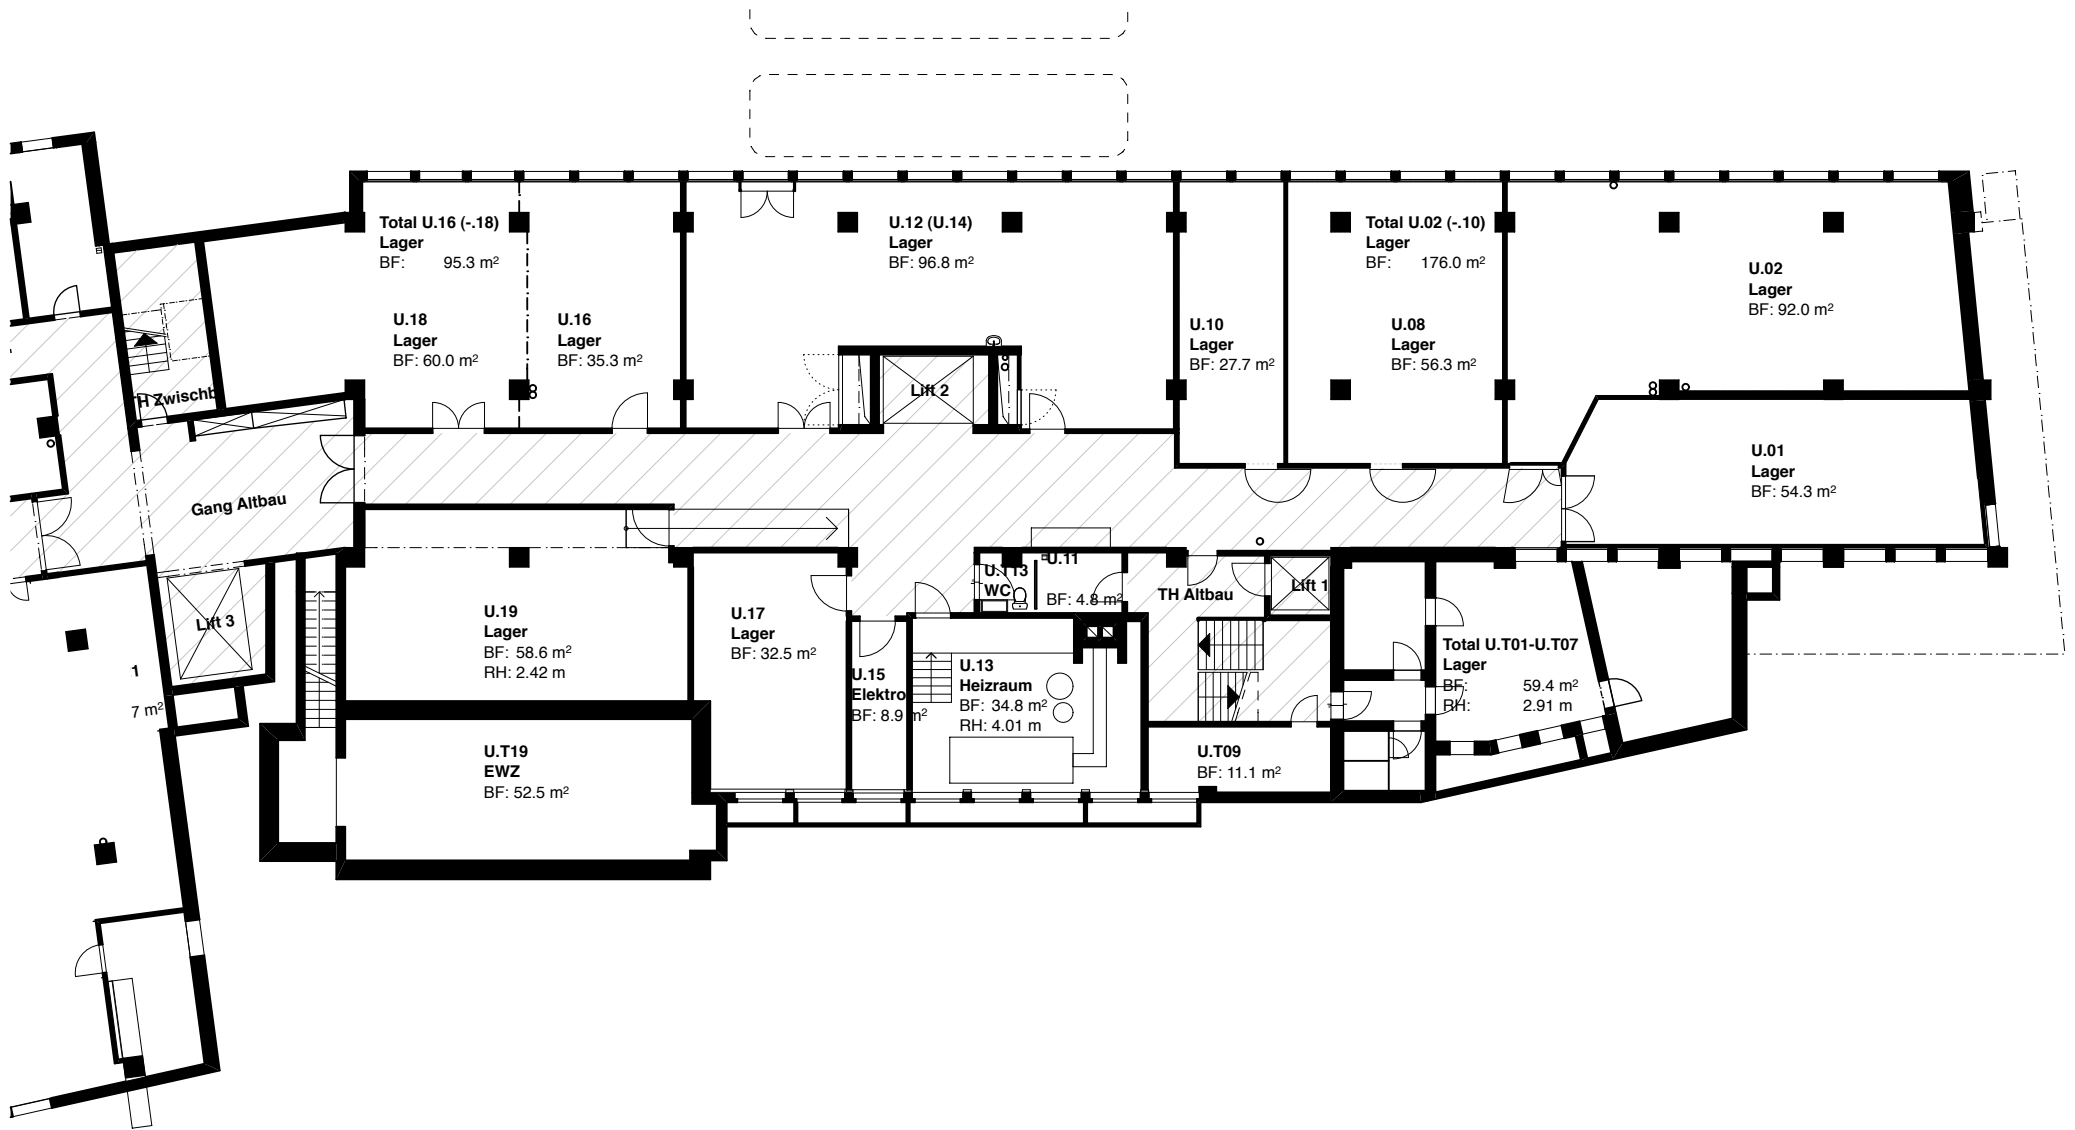 Total U.16 (-.18)
Lager
BF: 95.3 m²
U.18
Lager
BF: 60.0 m²
U.16
Lager
BF: 35.3 m²
U.12 (U.14)
Lager
BF: 96.8 m²
Lift 2
U.10
Lager
BF: 27.7 m²
Total U.02 (-.10)
Lager
BF: 176.0 m²
U.08
Lager
BF: 56.3 m²
U.02
Lager
BF: 92.0 m²
U.01
Lager
BF: 54.3 m²
TH Zwischb
Gang Altbau
Lift 3
1
7 m²
U.19
Lager
BF: 58.6 m²
RH: 2.42 m
U.T19
EWZ
BF: 52.5 m²
U.17
Lager
BF: 32.5 m²
U.15
Elektro
BF: 8.9 m²
U.13
Heizraum
BF: 34.8 m²
RH: 4.01 m
WC
U.11
BF: 4.8 m²
TH Altbau
Lift 1
U.T09
BF: 11.1 m²
Total U.T01-U.T07
Lager
BF: 59.4 m²
RH: 2.91 m